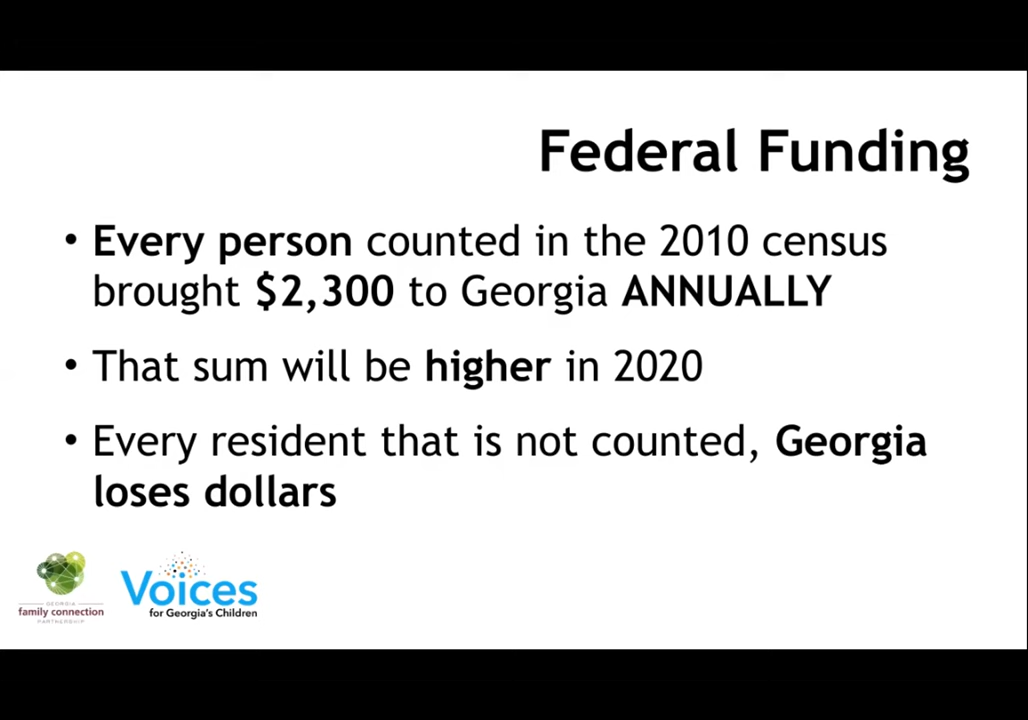 Federal Funding
• Every person counted in the 2010 census
brought $2,300 to Georgia ANNUALLY
• That sum will be higher in 2020
• Every resident that is not counted, Georgia
loses dollars
GEORGIA
family connection
PARTNERSHIP
Voices
for Georgia's Children